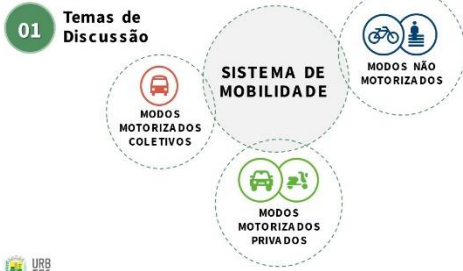 01
Temas de
Discussão
SISTEMA DE
MOBILIDADE
MODOS NÃO
MOTORIZADOS
MODOS
MOTORIZADOS
COLETIVOS
MODOS
MOTORIZADOS
PRIVADOS
URB